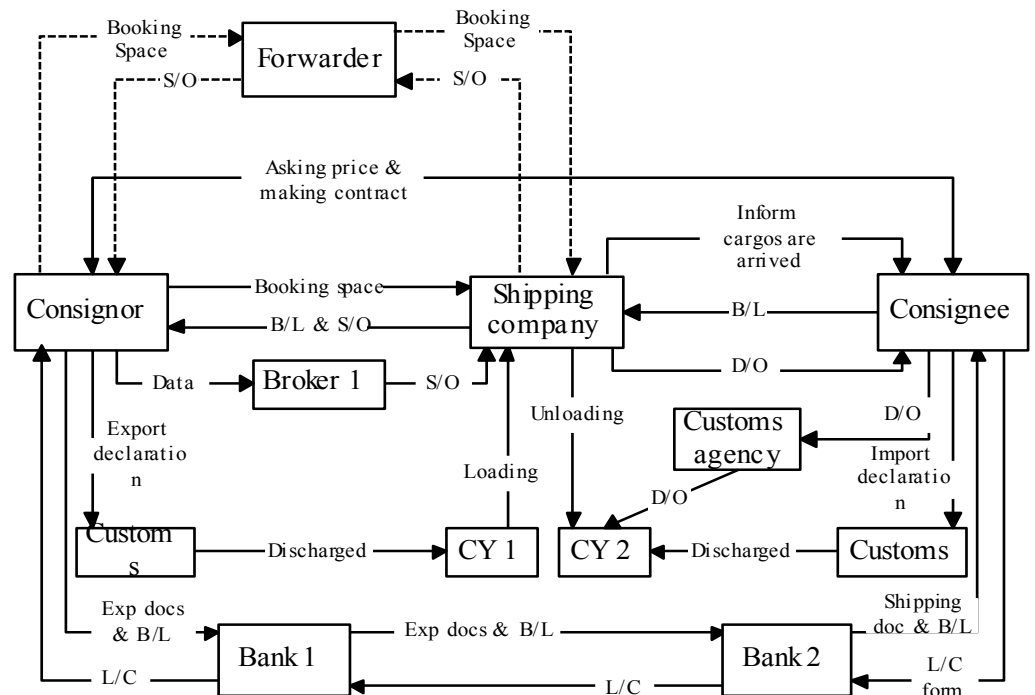 Booking
Space
Forwarder
Booking
Space
S/O
S/O
Asking price &
making contract
Inform
cargos are
arrived
Consignor
Booking space
Shipping
company
B/L
Consignee
B/L & S/O
Data
Broker 1
S/O
D/O
Unloading
Customs
agency
D/O
Export
declaratio
n
Import
declaratio
n
Loading
D/O
Custom
s
Discharged
CY 1
CY 2
Discharged
Customs
Exp docs
& B/L
Bank 1
Exp docs & B/L
Bank 2
Shipping
doc & B/L
L/C
L/C
L/C
form